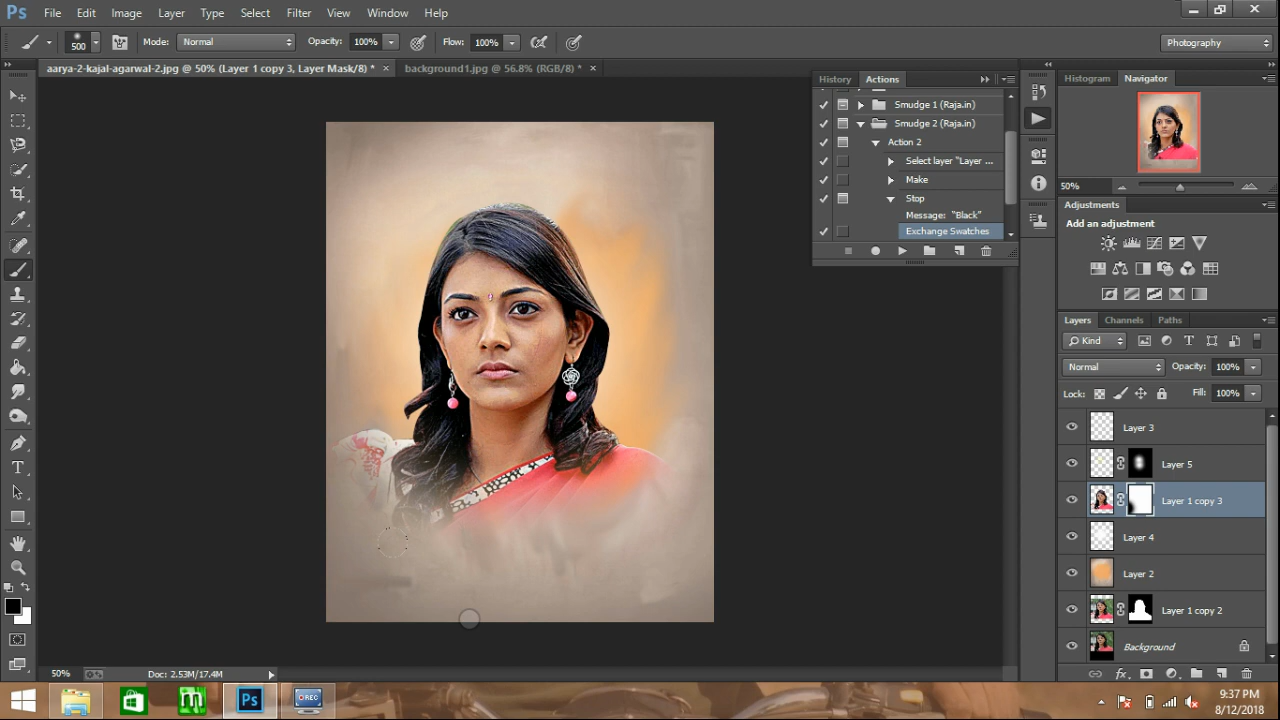 Ps File Edit Image Layer Type Select Filter View Window Help
500 Mode: Normal Opacity: 100% Flow: 100% Photography
aarya-2-kajal-agarwal-2.jpg @ 50% (Layer 1 copy 3, Layer Mask/8) * × background1.jpg @ 56.8% (RGB/8) * ×
History Actions
Smudge 1 (Raja.in)
Smudge 2 (Raja.in)
Action 2
Select layer "Layer ...
Make
Stop
Message: "Black"
Exchange Swatches
Histogram Navigator
50%
Adjustments
Add an adjustment
Layers Channels Paths
Kind
Normal Opacity: 100%
Lock: Fill: 100%
Layer 3
Layer 5
Layer 1 copy 3
Layer 4
Layer 2
Layer 1 copy 2
Background
50% Doc: 2.53M/17.4M
Ps REC
9:37 PM
8/12/2018